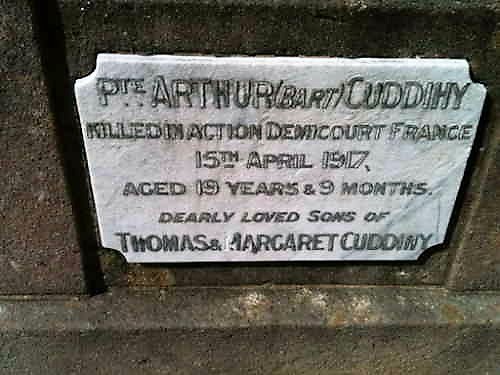 PTE ARTHUR (BART) CUDDIHY
KILLED IN ACTION DEMICOURT FRANCE
15TH APRIL 1917,
AGED 19 YEARS & 9 MONTHS.
DEARLY LOVED SONS OF
THOMAS & MARGARET CUDDIHY